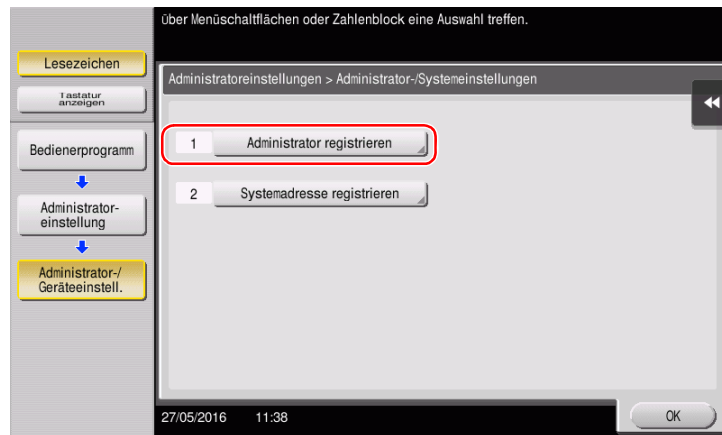 über Menüschaltflächen oder Zahlenblock eine Auswahl treffen.
Lesezeichen
Tastatur
anzeigen
Bedienerprogramm
Administrator-
einstellung
Administrator-/
Geräteeinstell.
Administratoreinstellungen > Administrator-/Systemeinstellungen
1 Administrator registrieren
2 Systemadresse registrieren
27/05/2016 11:38
OK